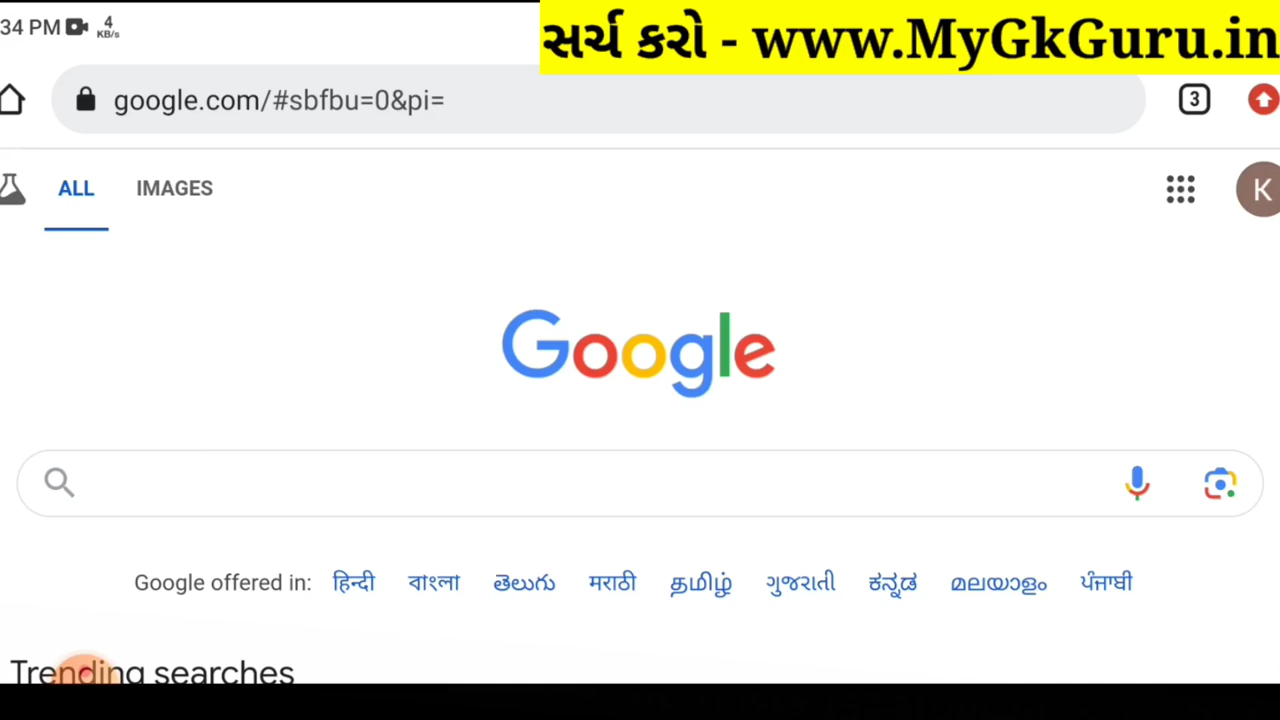 34 PM 4 KB/s
સર્ચ કરો - www.MyGkGuru.in
google.com/#sbfbu=0&pi=
3
ALL IMAGES
K
Google
Google offered in: हिन्दी বাংলা తెలుగు मराठी தமிழ் ગુજરાતી ಕನ್ನಡ മലയാളം ਪੰਜਾਬੀ
Trending searches